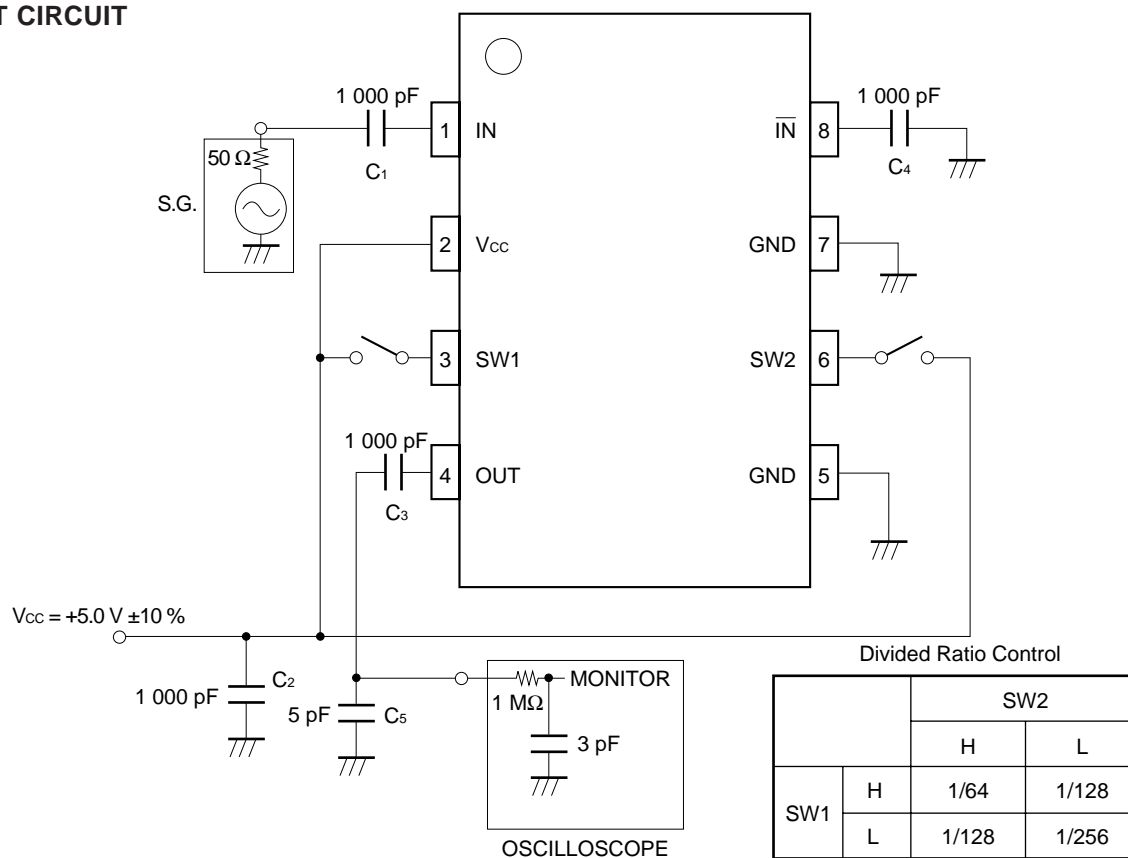 T CIRCUIT
1 000 pF
C1
50 Ω
S.G.
1 IN
2 VCC
3 SW1
4 OUT
1 000 pF
C3
IN 8
1 000 pF
C4
GND 7
SW2 6
GND 5
VCC = +5.0 V ±10 %
C2
1 000 pF
5 pF C5
1 MΩ
MONITOR
3 pF
OSCILLOSCOPE
Divided Ratio Control
SW2
H L
SW1 H 1/64 1/128
L 1/128 1/256